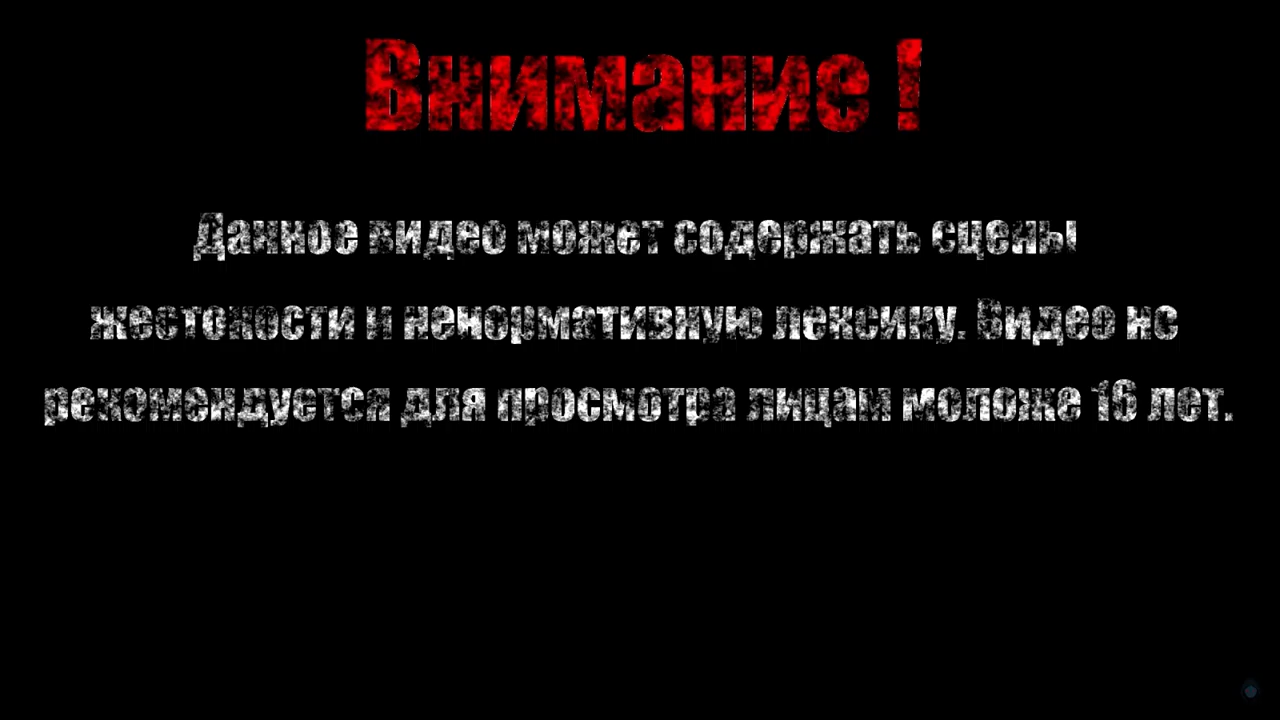 Внимание !
Данное видео может содержать сцены
жестокости и ненормативную лексику. Видео не
рекомендуется для просмотра лицам моложе 16 лет.